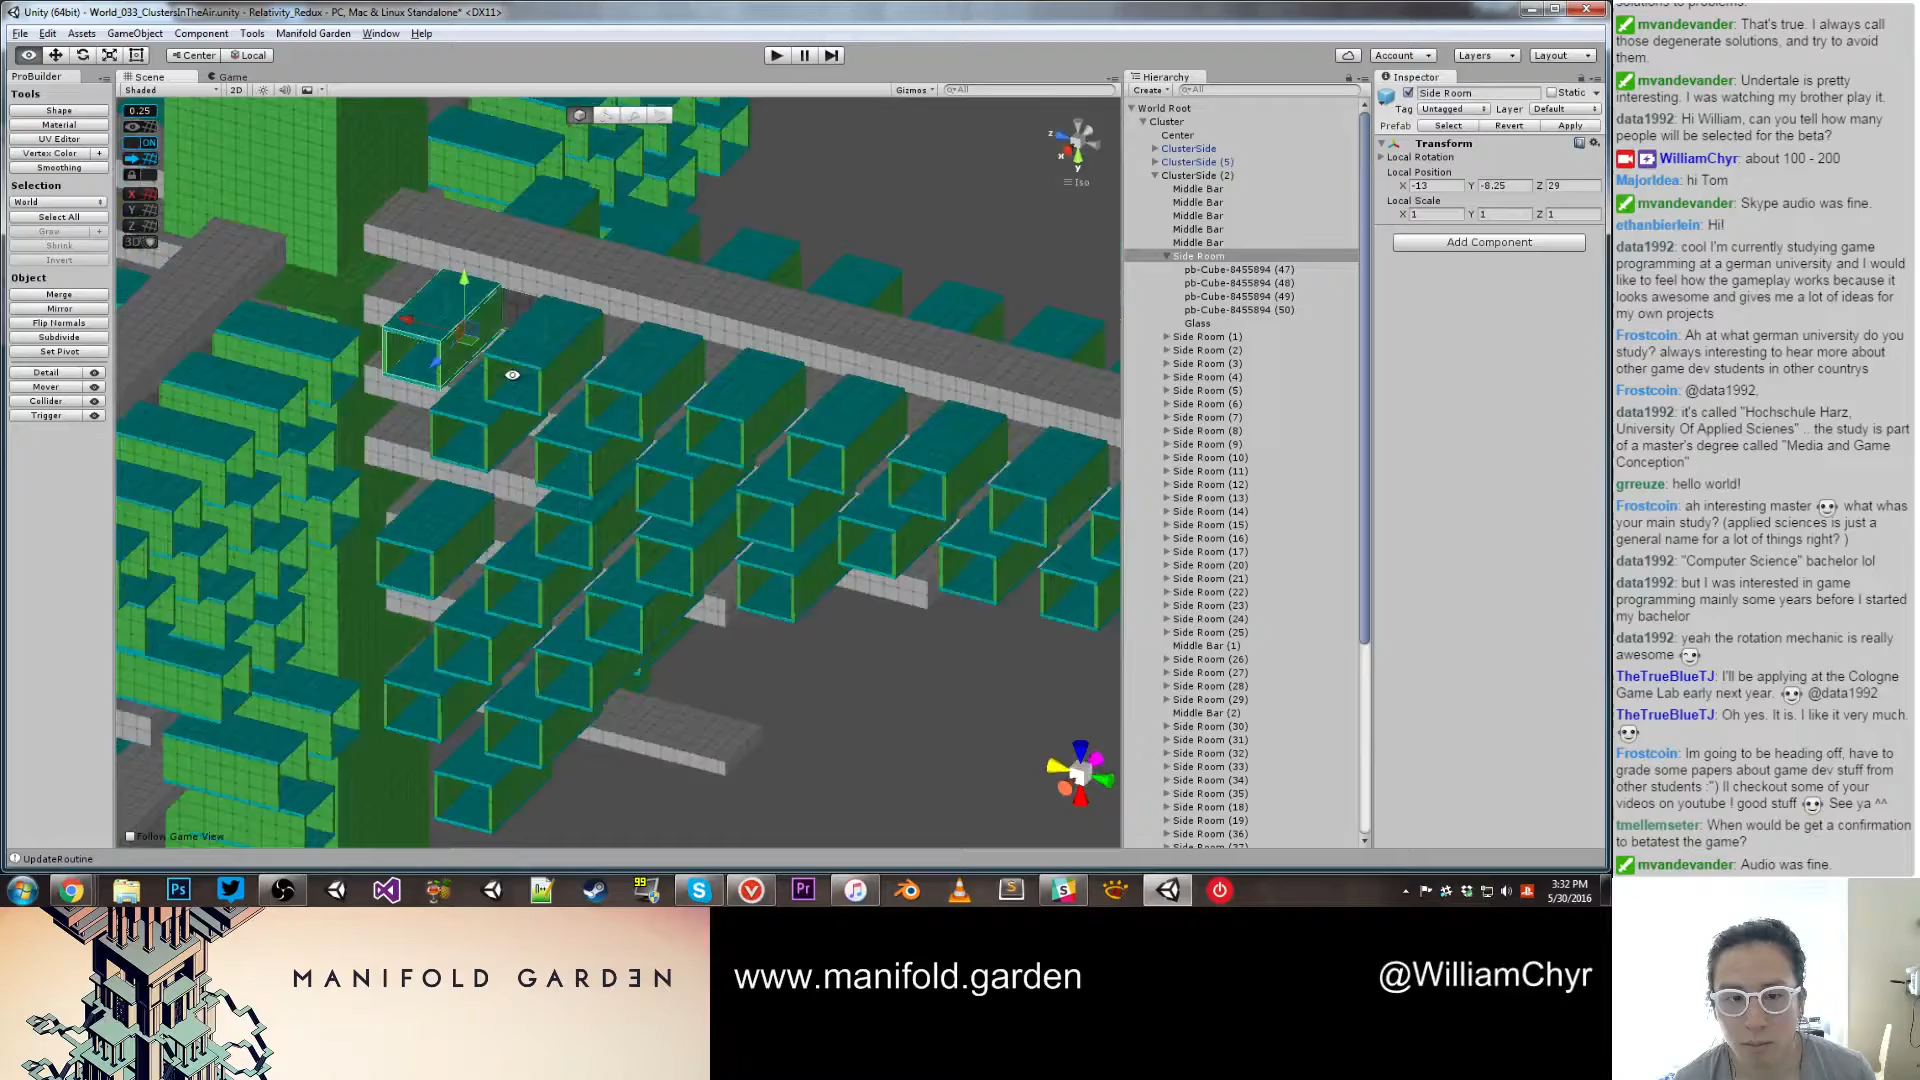 Unity (64bit) - World_033_ClustersInTheAir.unity - Relativity_Redux - PC, Mac & Linux Standalone* <DX11>
File Edit Assets GameObject Component Tools Manifold Garden Window Help
Center Local Account Layers Layout
ProBuilder Scene Game Hierarchy Inspector
Shaded 2D Gizmos All Create All
Tools
Shape
Material
UV Editor
Vertex Color +
Smoothing
Selection
World
Select All
Grow +
Shrink
Invert
Object
Merge
Mirror
Flip Normals
Subdivide
Set Pivot
Detail
Mover
Collider
Trigger
0.25
ON
X
Y
Z
3D
z
x
y
Iso
Follow Game View
UpdateRoutine
World Root
Cluster
Center
ClusterSide
ClusterSide (5)
ClusterSide (2)
Middle Bar
Middle Bar
Middle Bar
Middle Bar
Middle Bar
Side Room
pb-Cube-8455894 (47)
pb-Cube-8455894 (48)
pb-Cube-8455894 (49)
pb-Cube-8455894 (50)
Glass
Side Room (1)
Side Room (2)
Side Room (3)
Side Room (4)
Side Room (5)
Side Room (6)
Side Room (7)
Side Room (8)
Side Room (9)
Side Room (10)
Side Room (11)
Side Room (12)
Side Room (13)
Side Room (14)
Side Room (15)
Side Room (16)
Side Room (17)
Side Room (20)
Side Room (21)
Side Room (22)
Side Room (23)
Side Room (24)
Side Room (25)
Middle Bar (1)
Side Room (26)
Side Room (27)
Side Room (28)
Side Room (29)
Middle Bar (2)
Side Room (30)
Side Room (31)
Side Room (32)
Side Room (33)
Side Room (34)
Side Room (35)
Side Room (18)
Side Room (19)
Side Room (36)
Side Room (37)
Side Room Static
Tag Untagged Layer Default
Prefab Select Revert Apply
Transform
Local Rotation
Local Position
X -13 Y -8.25 Z 29
Local Scale
X 1 Y 1 Z 1
Add Component
solutions to problems.
mvandevander: That's true. I always call
those degenerate solutions, and try to avoid
them.
mvandevander: Undertale is pretty
interesting. I was watching my brother play it.
data1992: Hi William, can you tell how many
people will be selected for the beta?
WilliamChyr: about 100 - 200
MajorIdea: hi Tom
mvandevander: Skype audio was fine.
ethanbierlein: Hi!
data1992: cool I'm currently studying game
programming at a german university and I would
like to feel how the gameplay works because it
looks awesome and gives me a lot of ideas for
my own projects
Frostcoin: Ah at what german university do you
study? always interesting to hear more about
other game dev students in other countrys
Frostcoin: @data1992,
data1992: it's called "Hochschule Harz,
University Of Applied Scienes" .. the study is part
of a master's degree called "Media and Game
Conception"
grreuze: hello world!
Frostcoin: ah interesting master what whas
your main study? (applied sciences is just a
general name for a lot of things right? )
data1992: "Computer Science" bachelor lol
data1992: but I was interested in game
programming mainly some years before I started
my bachelor
data1992: yeah the rotation mechanic is really
awesome
TheTrueBlueTJ: I'll be applying at the Cologne
Game Lab early next year. @data1992
TheTrueBlueTJ: Oh yes. It is. I like it very much.
Frostcoin: Im going to be heading off, have to
grade some papers about game dev stuff from
other students :") Il checkout some of your
videos on youtube ! good stuff See ya ^^
tmellemseter: When would be get a confirmation
to betatest the game?
mvandevander: Audio was fine.
Ps 99 Pr
3:32 PM
5/30/2016
MANIFOLD GARDƎN
www.manifold.garden
@WilliamChyr